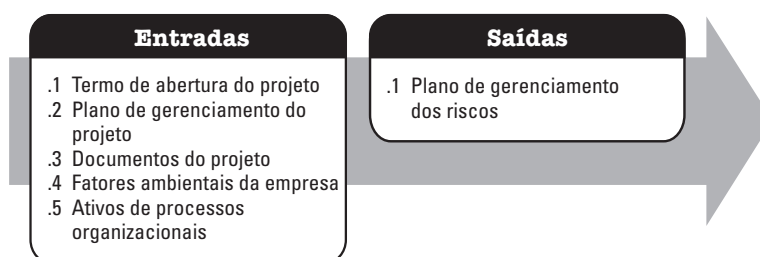 Entradas
.1 Termo de abertura do projeto
.2 Plano de gerenciamento do
projeto
.3 Documentos do projeto
.4 Fatores ambientais da empresa
.5 Ativos de processos
organizacionais
Saídas
.1 Plano de gerenciamento
dos riscos